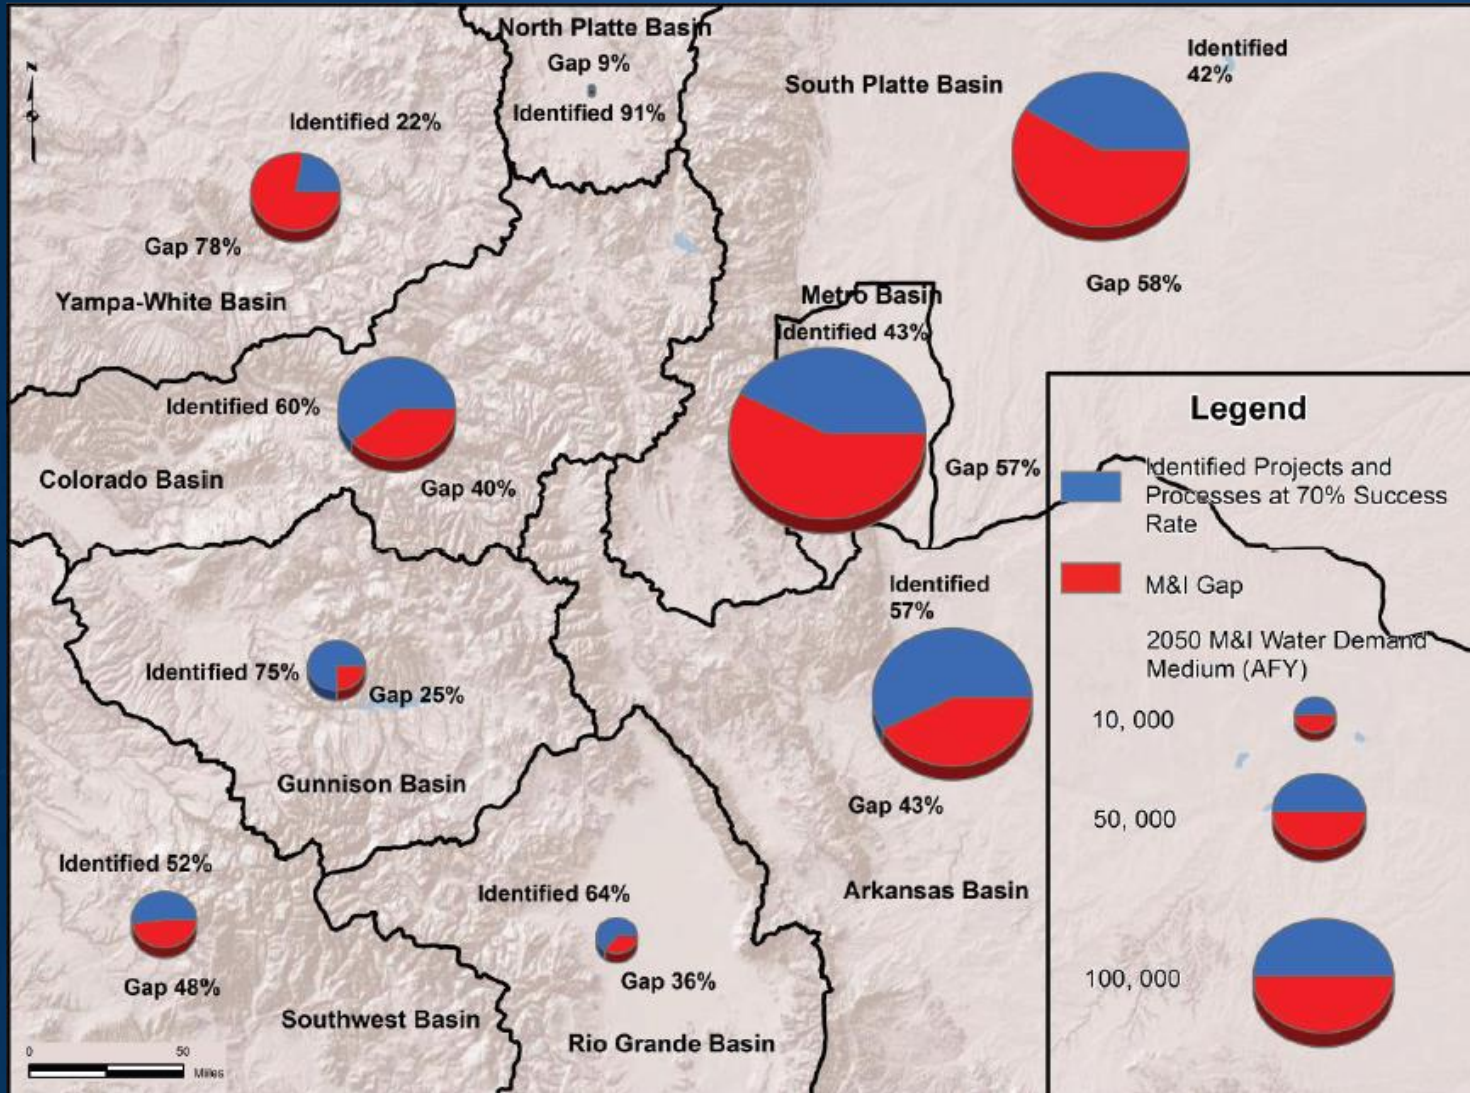 North Platte Basin
Gap 9%
Identified 91%
South Platte Basin
Identified
42%
Gap 58%
Identified 22%
Gap 78%
Yampa-White Basin
Metro Basin
Identified 43%
Gap 57%
Identified 60%
Colorado Basin
Gap 40%
Identified 75%
Gap 25%
Gunnison Basin
Identified
57%
Gap 43%
Arkansas Basin
Identified 52%
Gap 48%
Southwest Basin
Identified 64%
Gap 36%
Rio Grande Basin
0 50
Miles
Legend
Identified Projects and
Processes at 70% Success
Rate
M&I Gap
2050 M&I Water Demand
Medium (AFY)
10, 000
50, 000
100, 000